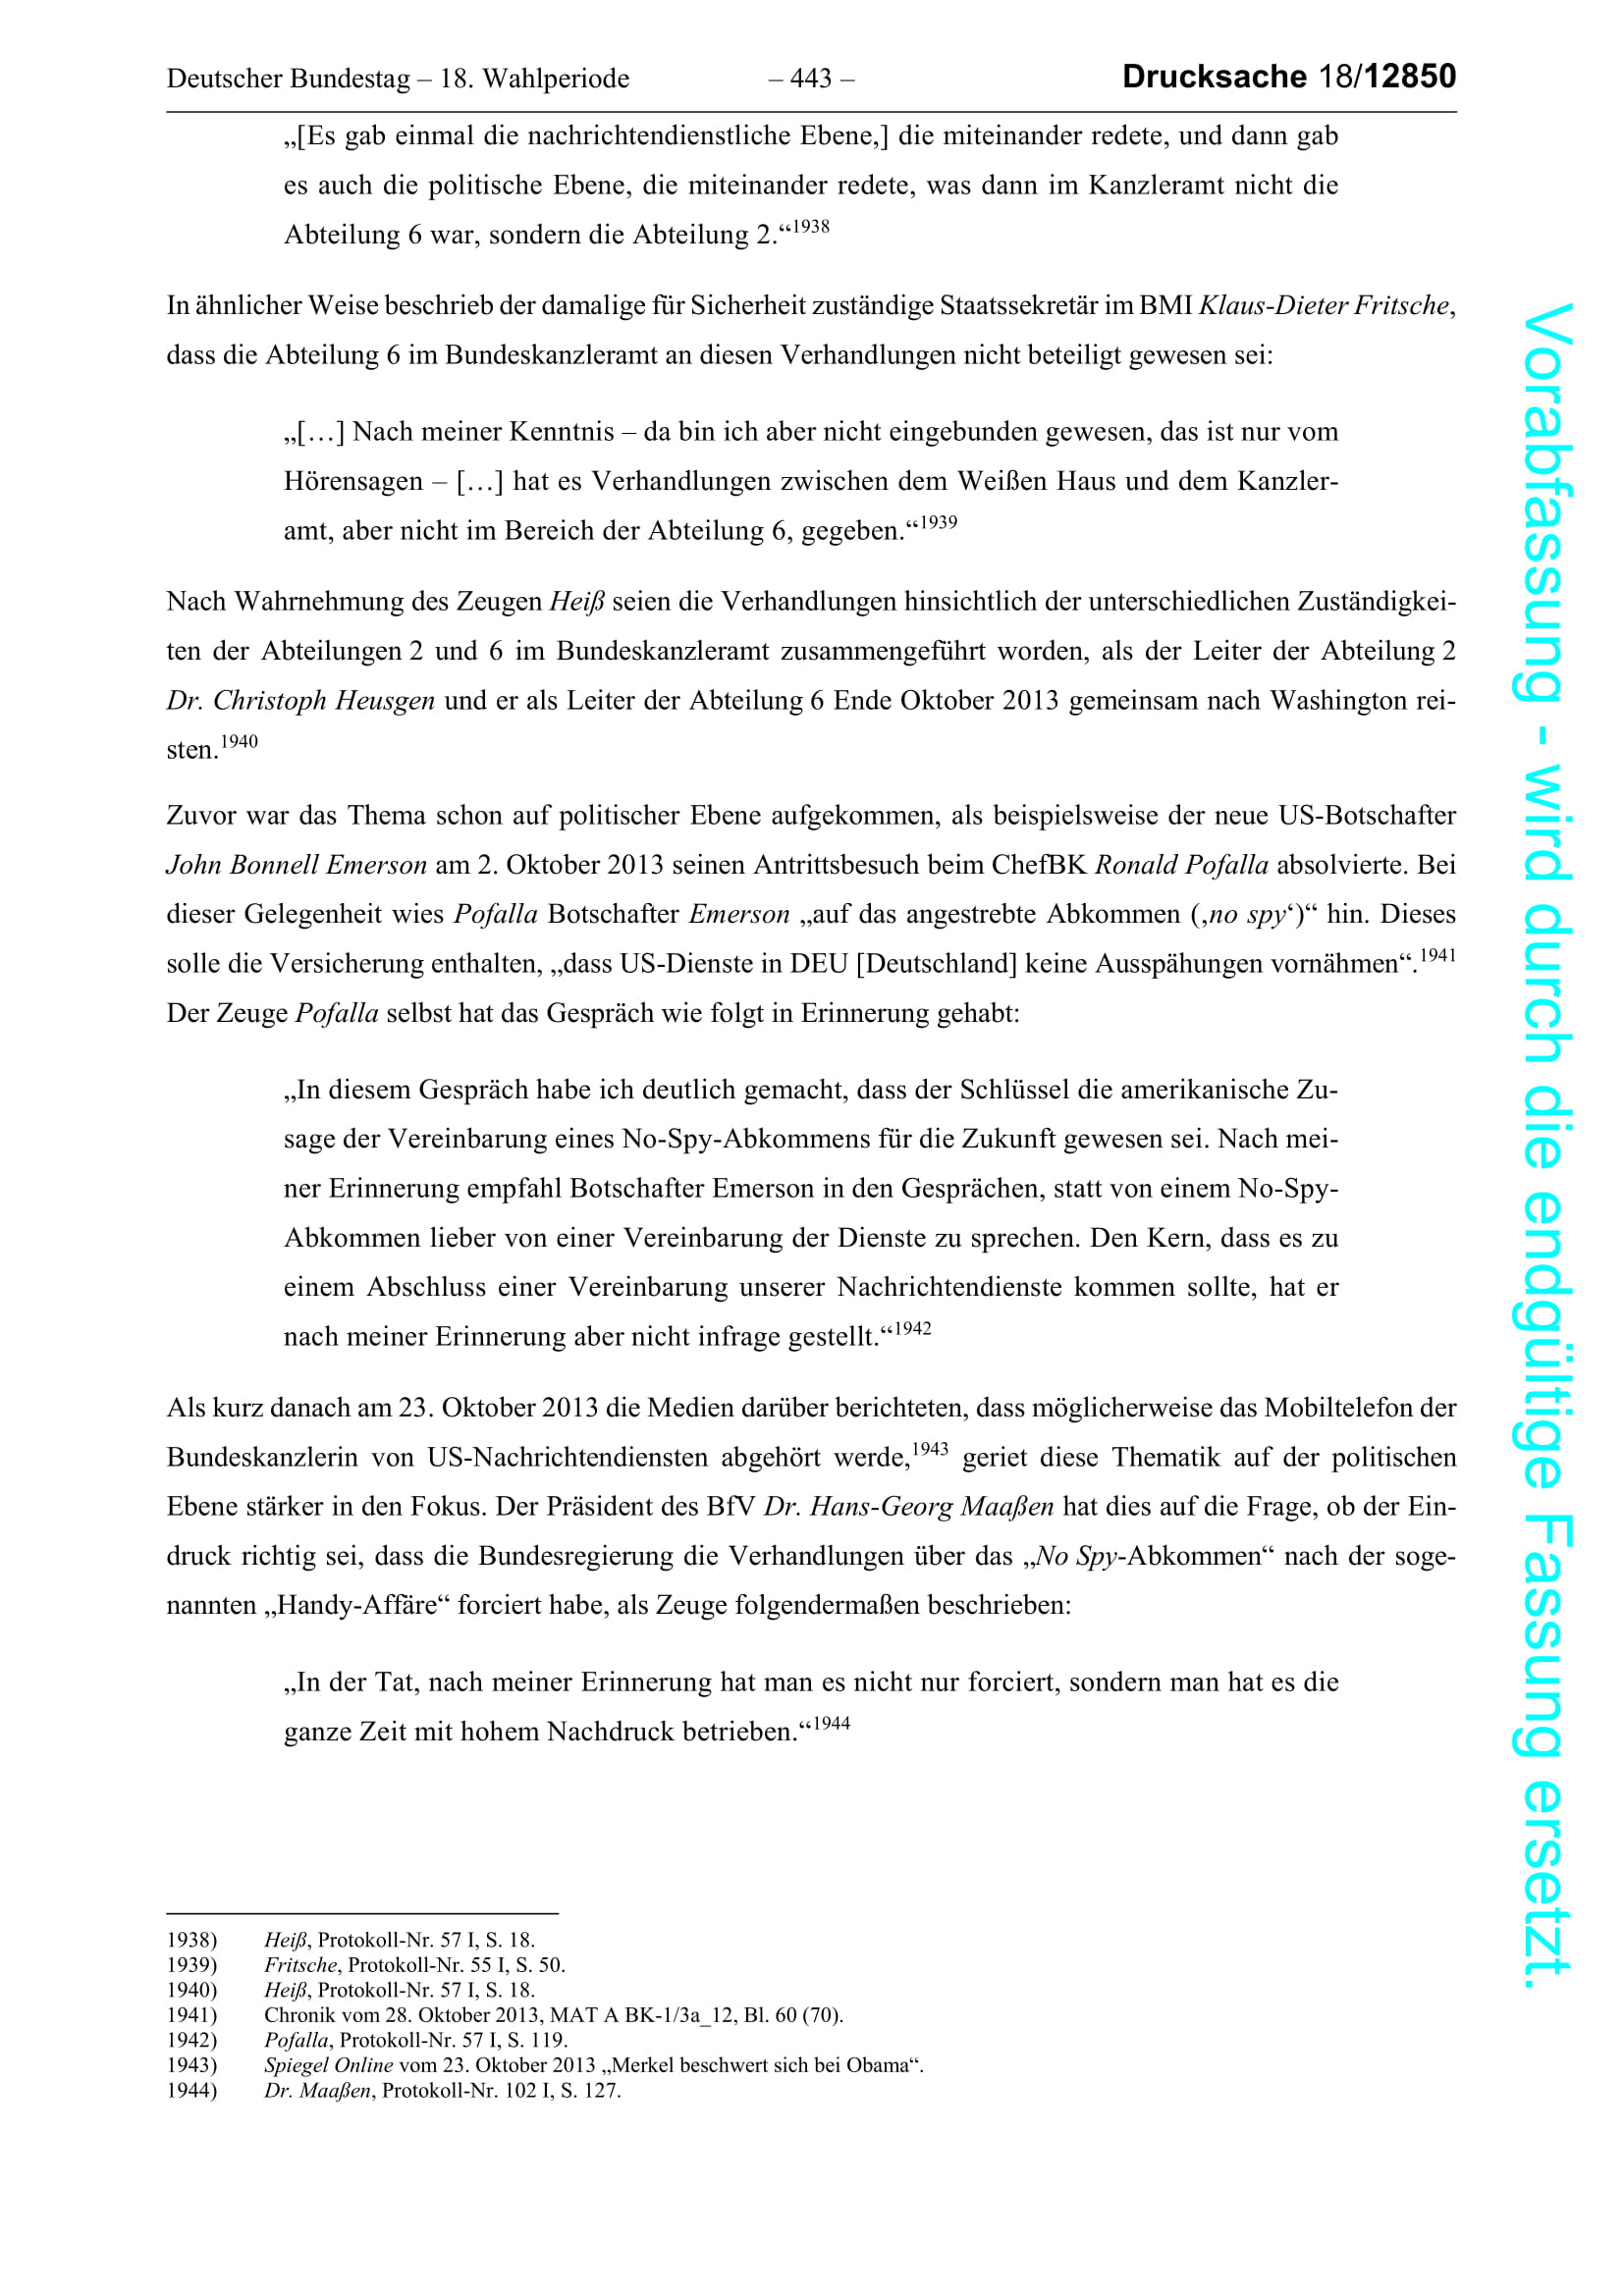 Deutscher Bundestag – 18. Wahlperiode – 443 – Drucksache 18/12850
„[Es gab einmal die nachrichtendienstliche Ebene,] die miteinander redete, und dann gab
es auch die politische Ebene, die miteinander redete, was dann im Kanzleramt nicht die
Abteilung 6 war, sondern die Abteilung 2.“1938
In ähnlicher Weise beschrieb der damalige für Sicherheit zuständige Staatssekretär im BMI Klaus-Dieter Fritsche,
dass die Abteilung 6 im Bundeskanzleramt an diesen Verhandlungen nicht beteiligt gewesen sei:
„[…] Nach meiner Kenntnis – da bin ich aber nicht eingebunden gewesen, das ist nur vom
Hörensagen – […] hat es Verhandlungen zwischen dem Weißen Haus und dem Kanzler-
amt, aber nicht im Bereich der Abteilung 6, gegeben.“1939
Nach Wahrnehmung des Zeugen Heiß seien die Verhandlungen hinsichtlich der unterschiedlichen Zuständigkei-
ten der Abteilungen 2 und 6 im Bundeskanzleramt zusammengeführt worden, als der Leiter der Abteilung 2
Dr. Christoph Heusgen und er als Leiter der Abteilung 6 Ende Oktober 2013 gemeinsam nach Washington rei-
sten.1940
Zuvor war das Thema schon auf politischer Ebene aufgekommen, als beispielsweise der neue US-Botschafter
John Bonnell Emerson am 2. Oktober 2013 seinen Antrittsbesuch beim ChefBK Ronald Pofalla absolvierte. Bei
dieser Gelegenheit wies Pofalla Botschafter Emerson „auf das angestrebte Abkommen (‚no spy‘)“ hin. Dieses
solle die Versicherung enthalten, „dass US-Dienste in DEU [Deutschland] keine Ausspähungen vornähmen“.1941
Der Zeuge Pofalla selbst hat das Gespräch wie folgt in Erinnerung gehabt:
„In diesem Gespräch habe ich deutlich gemacht, dass der Schlüssel die amerikanische Zu-
sage der Vereinbarung eines No-Spy-Abkommens für die Zukunft gewesen sei. Nach mei-
ner Erinnerung empfahl Botschafter Emerson in den Gesprächen, statt von einem No-Spy-
Abkommen lieber von einer Vereinbarung der Dienste zu sprechen. Den Kern, dass es zu
einem Abschluss einer Vereinbarung unserer Nachrichtendienste kommen sollte, hat er
nach meiner Erinnerung aber nicht infrage gestellt.“1942
Als kurz danach am 23. Oktober 2013 die Medien darüber berichteten, dass möglicherweise das Mobiltelefon der
Bundeskanzlerin von US-Nachrichtendiensten abgehört werde,1943 geriet diese Thematik auf der politischen
Ebene stärker in den Fokus. Der Präsident des BfV Dr. Hans-Georg Maaßen hat dies auf die Frage, ob der Ein-
druck richtig sei, dass die Bundesregierung die Verhandlungen über das „No Spy-Abkommen“ nach der soge-
nannten „Handy-Affäre“ forciert habe, als Zeuge folgendermaßen beschrieben:
„In der Tat, nach meiner Erinnerung hat man es nicht nur forciert, sondern man hat es die
ganze Zeit mit hohem Nachdruck betrieben.“1944
1938) Heiß, Protokoll-Nr. 57 I, S. 18.
1939) Fritsche, Protokoll-Nr. 55 I, S. 50.
1940) Heiß, Protokoll-Nr. 57 I, S. 18.
1941) Chronik vom 28. Oktober 2013, MAT A BK-1/3a_12, Bl. 60 (70).
1942) Pofalla, Protokoll-Nr. 57 I, S. 119.
1943) Spiegel Online vom 23. Oktober 2013 „Merkel beschwert sich bei Obama“.
1944) Dr. Maaßen, Protokoll-Nr. 102 I, S. 127.
Vorabfassung - wird durch die endgültige Fassung ersetzt.